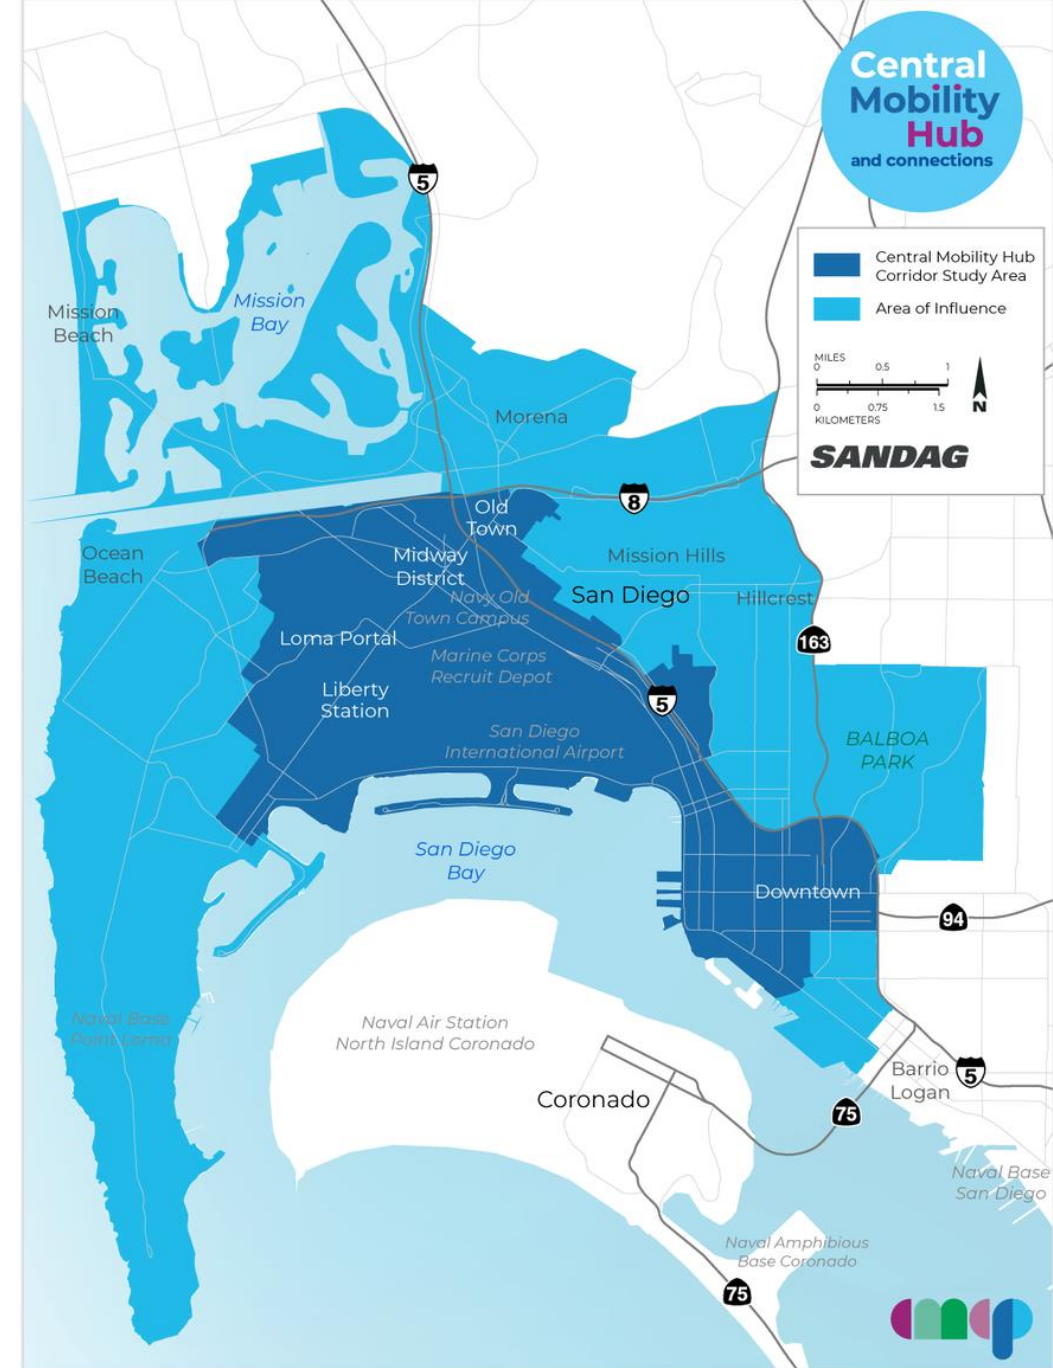 Central
Mobility
Hub
and connections
5
Central Mobility Hub
Corridor Study Area
Area of Influence
MILES
0 0.5 1
0 0.75 1.5
KILOMETERS
N
SANDAG
Mission
Beach
Mission
Bay
Morena
8
Old
Town
Ocean
Beach
Midway
District
Mission Hills
Navy Old
Town Campus
San Diego
Hillcrest
Loma Portal
163
Marine Corps
Recruit Depot
Liberty
Station
5
San Diego
International Airport
BALBOA
PARK
San Diego
Bay
Downtown
94
Naval Base
Point Loma
Naval Air Station
North Island Coronado
Coronado
Barrio
Logan
5
75
Naval Base
San Diego
Naval Amphibious
Base Coronado
75
cmcp